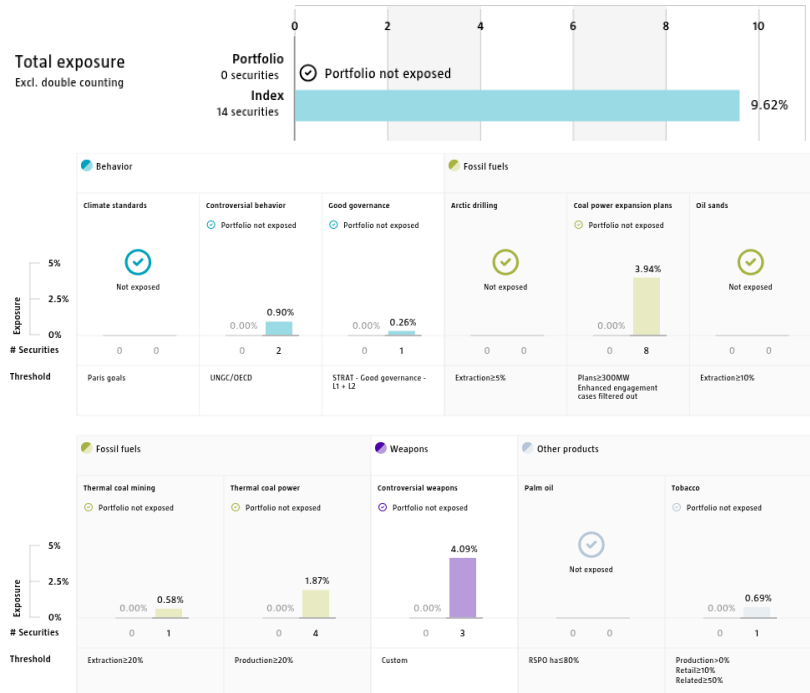 0 2 4 6 8 10
Total exposure
Excl. double counting
Portfolio
0 securities
Portfolio not exposed
Index
14 securities
9.62%
Behavior
Fossil fuels
Climate standards
Controversial behavior
Good governance
Arctic drilling
Coal power expansion plans
Oil sands
Portfolio not exposed
Portfolio not exposed
Portfolio not exposed
Not exposed
Not exposed
Not exposed
Exposure
5%
2.5%
0%
0.00% 0.90%
0.00% 0.26%
0.00% 3.94%
# Securities
0 0 0 2 0 1 0 0 0 8 0 0
Threshold
Paris goals
UNGC/OECD
STRAT - Good governance -
L1 + L2
Extraction≥5%
Plans≥300MW
Enhanced engagement
cases filtered out
Extraction≥10%
Fossil fuels
Weapons
Other products
Thermal coal mining
Thermal coal power
Controversial weapons
Palm oil
Tobacco
Portfolio not exposed
Portfolio not exposed
Portfolio not exposed
Portfolio not exposed
Not exposed
Exposure
5%
2.5%
0%
0.00% 0.58%
0.00% 1.87%
0.00% 4.09%
0.00% 0.69%
# Securities
0 1 0 4 0 3 0 0 0 1
Threshold
Extraction≥20%
Production≥20%
Custom
RSPO ha≤80%
Production>0%
Retail≥10%
Related≥50%